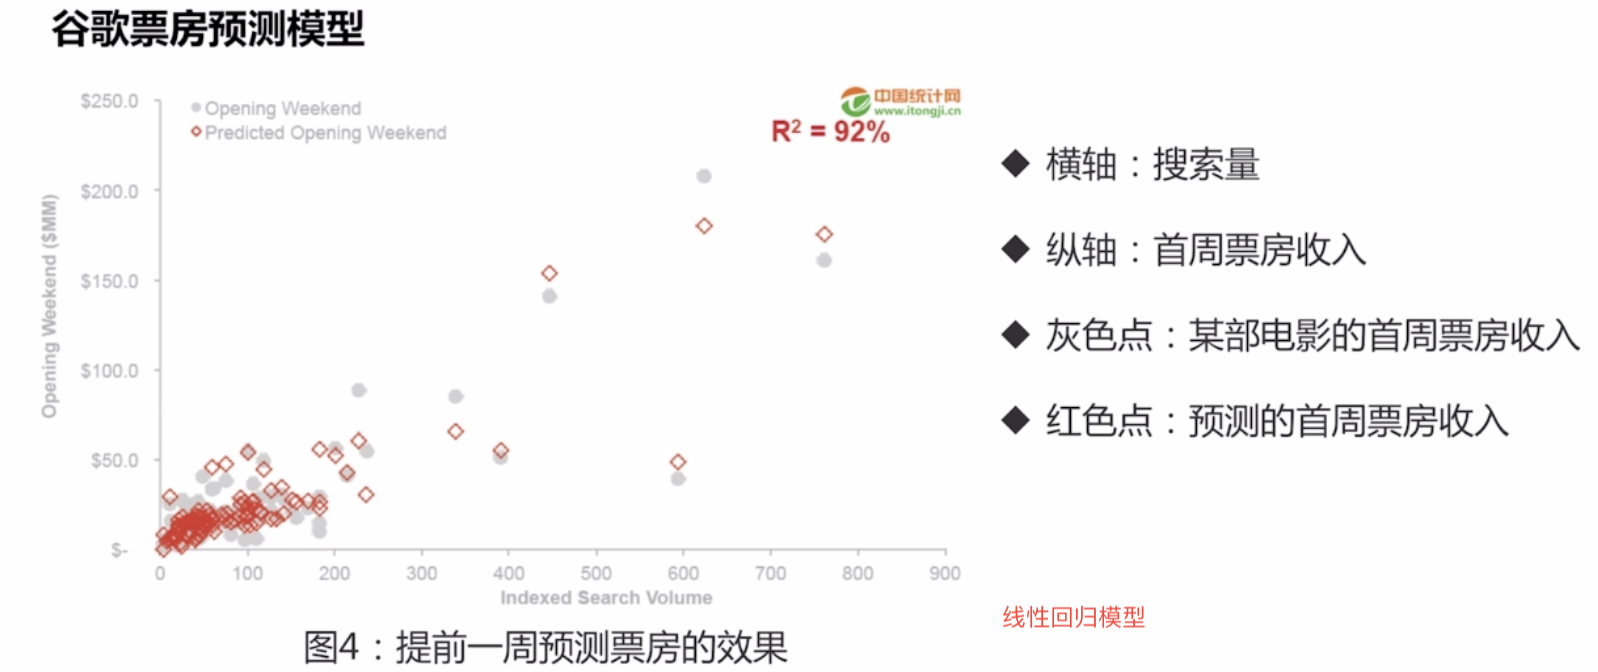 谷歌票房预测模型
$250.0
Opening Weekend
Predicted Opening Weekend
中国统计网
www.itongji.cn
R² = 92%
$200.0
$150.0
$100.0
$50.0
$-
Opening Weekend ($MM)
0 100 200 300 400 500 600 700 800 900
Indexed Search Volume
图4：提前一周预测票房的效果
横轴：搜索量
纵轴：首周票房收入
灰色点：某部电影的首周票房收入
红色点：预测的首周票房收入
线性回归模型